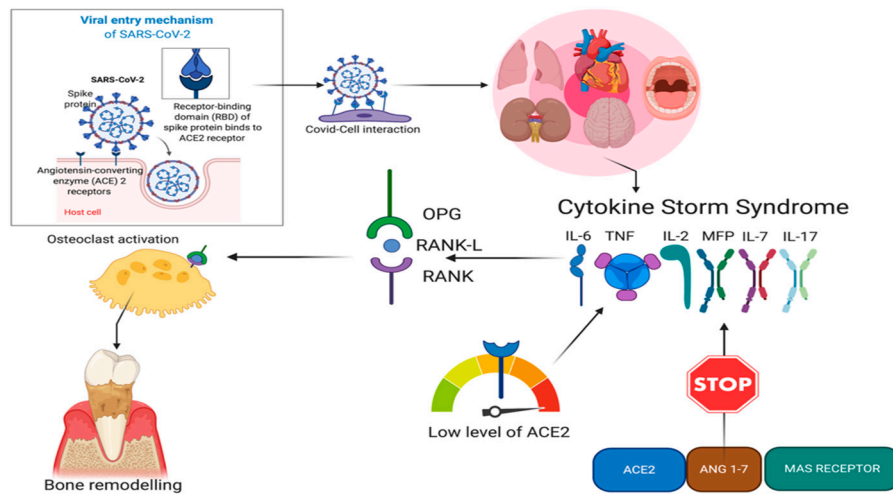 Viral entry mechanism
of SARS-CoV-2
SARS-CoV-2
Spike
protein
Receptor-binding
domain (RBD) of
spike protein binds to
ACE2 receptor
Angiotensin-converting
enzyme (ACE) 2
receptors
Host cell
Covid-Cell interaction
Cytokine Storm Syndrome
IL-6 TNF IL-2 MFP IL-7 IL-17
OPG
RANK-L
RANK
Osteoclast activation
Bone remodelling
Low level of ACE2
STOP
ACE2 ANG 1-7 MAS RECEPTOR